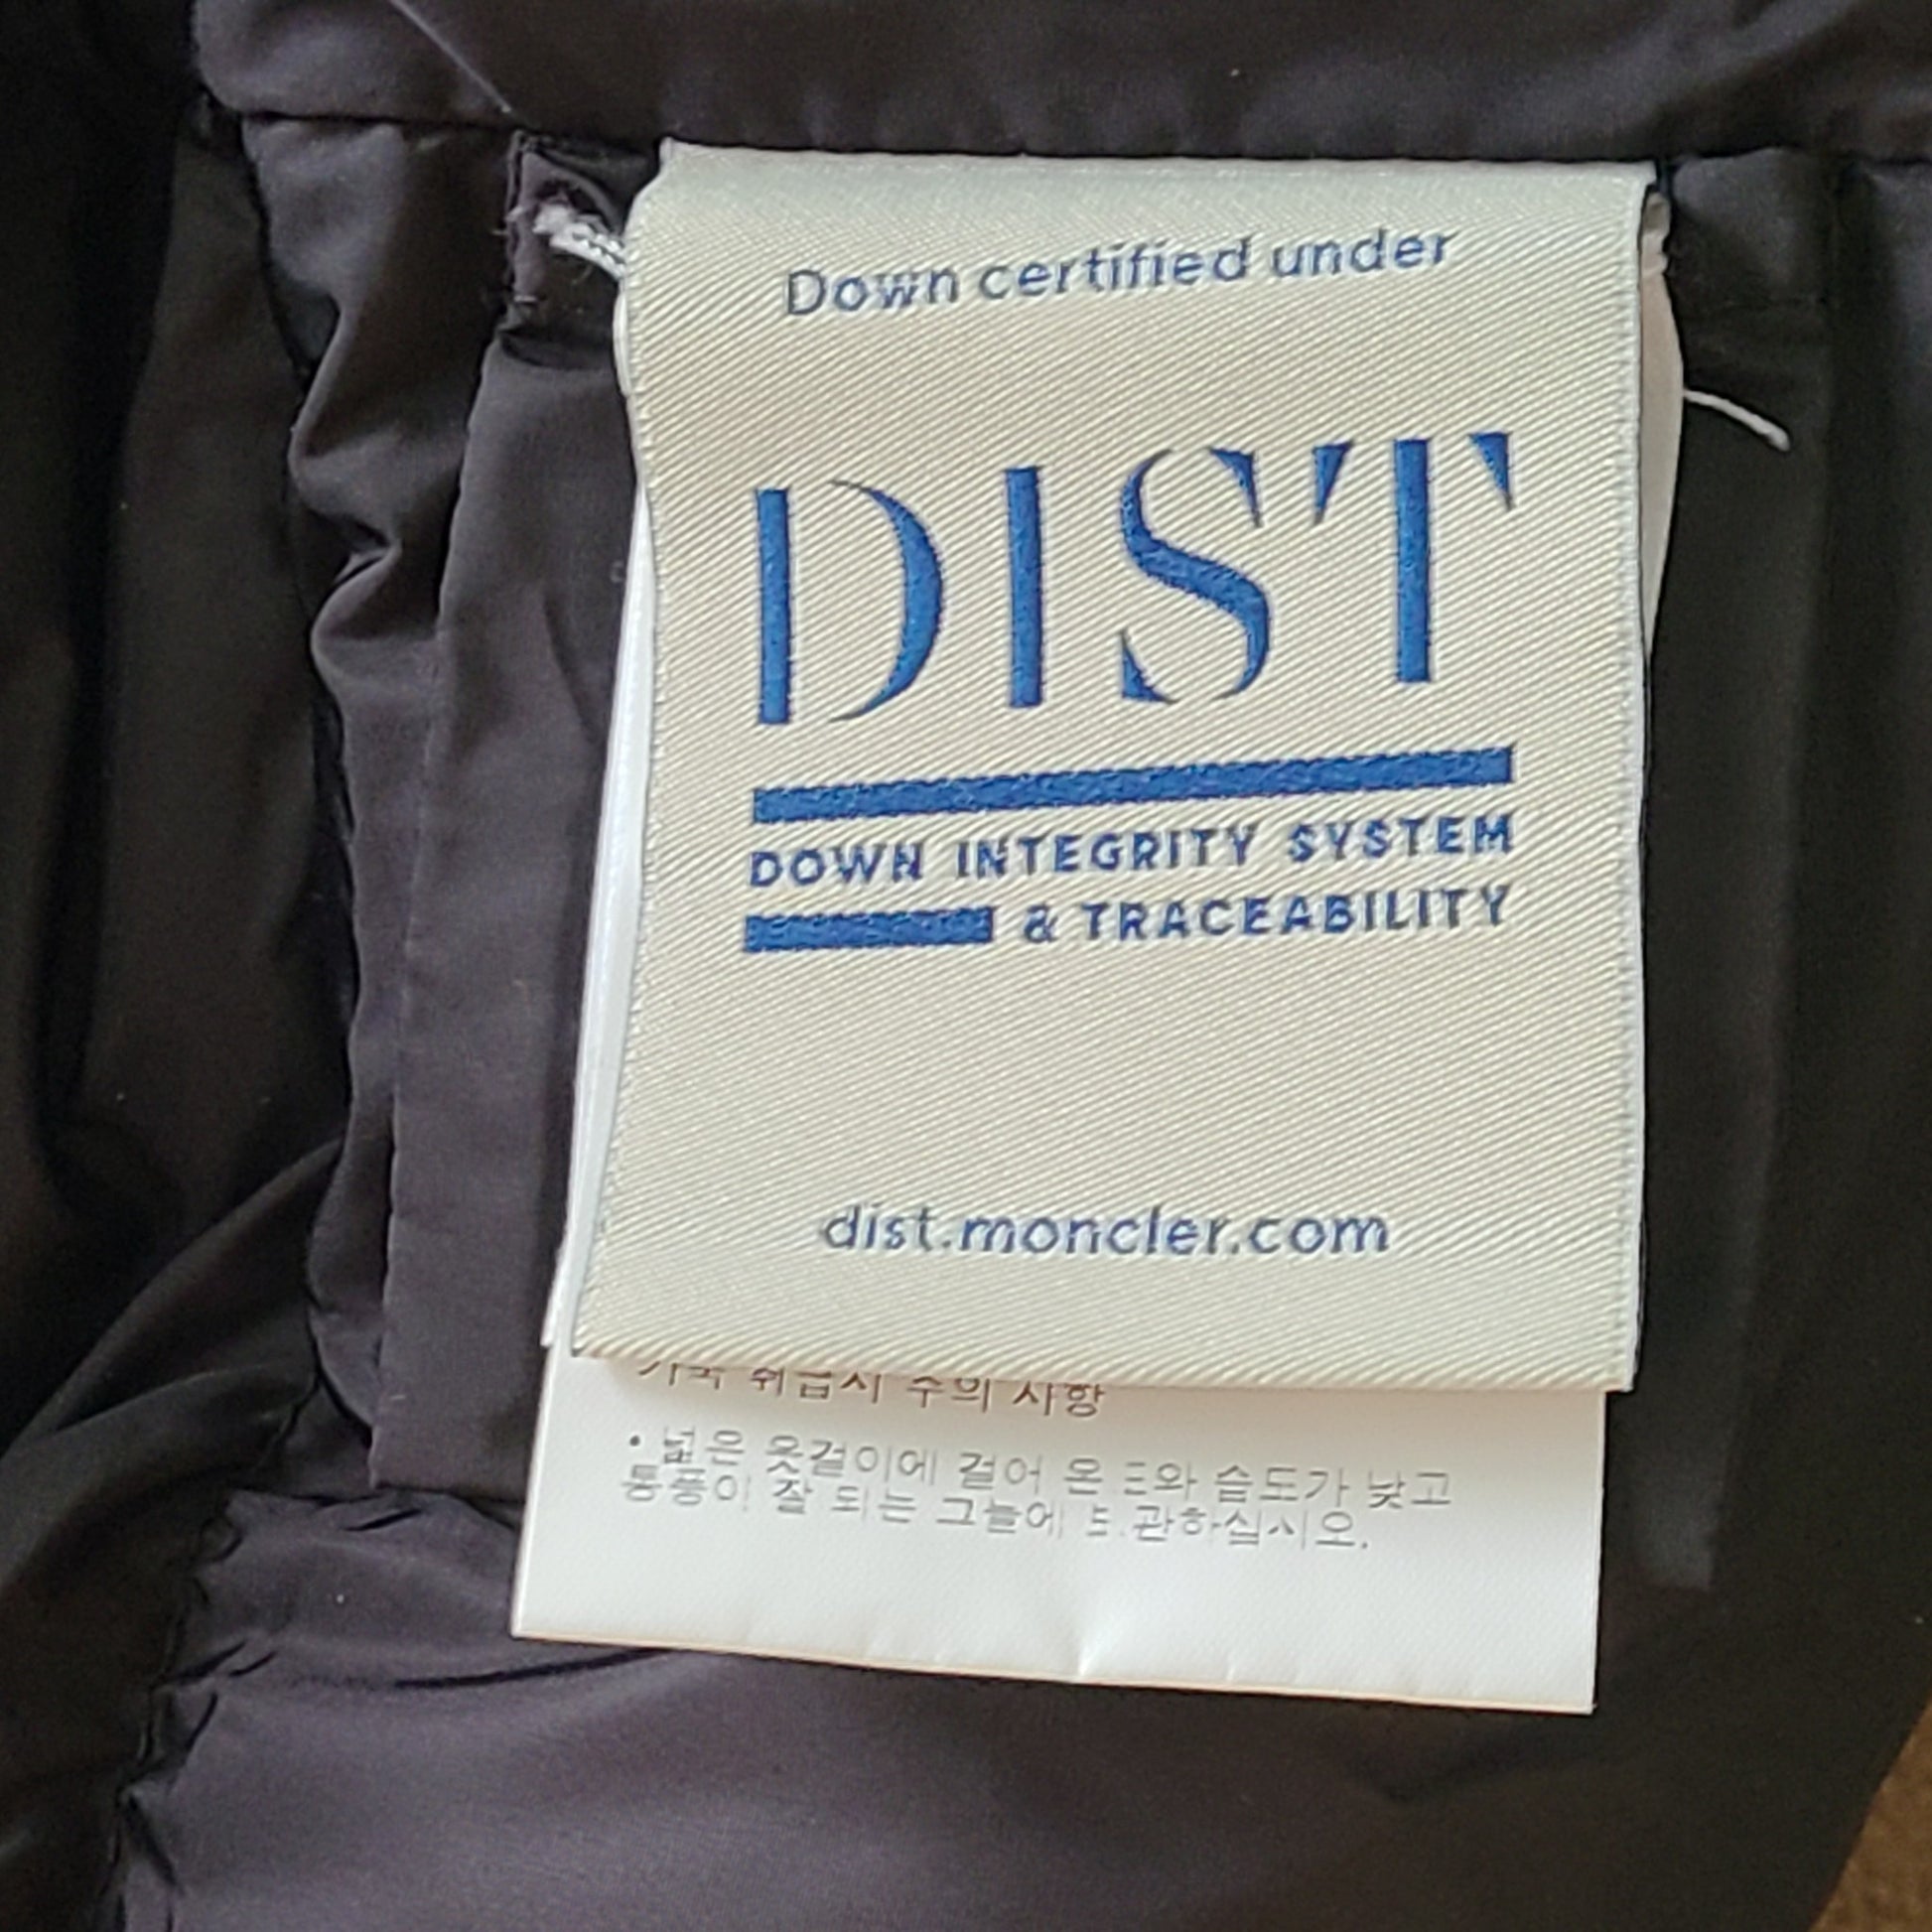 Down certified under
DIST
DOWN INTEGRITY SYSTEM
& TRACEABILITY
dist.moncler.com
가죽 취급시 주의 사항
• 넓은 옷걸이에 걸어 온도와 습도가 낮고
통풍이 잘 되는 그늘에 보관하십시오.